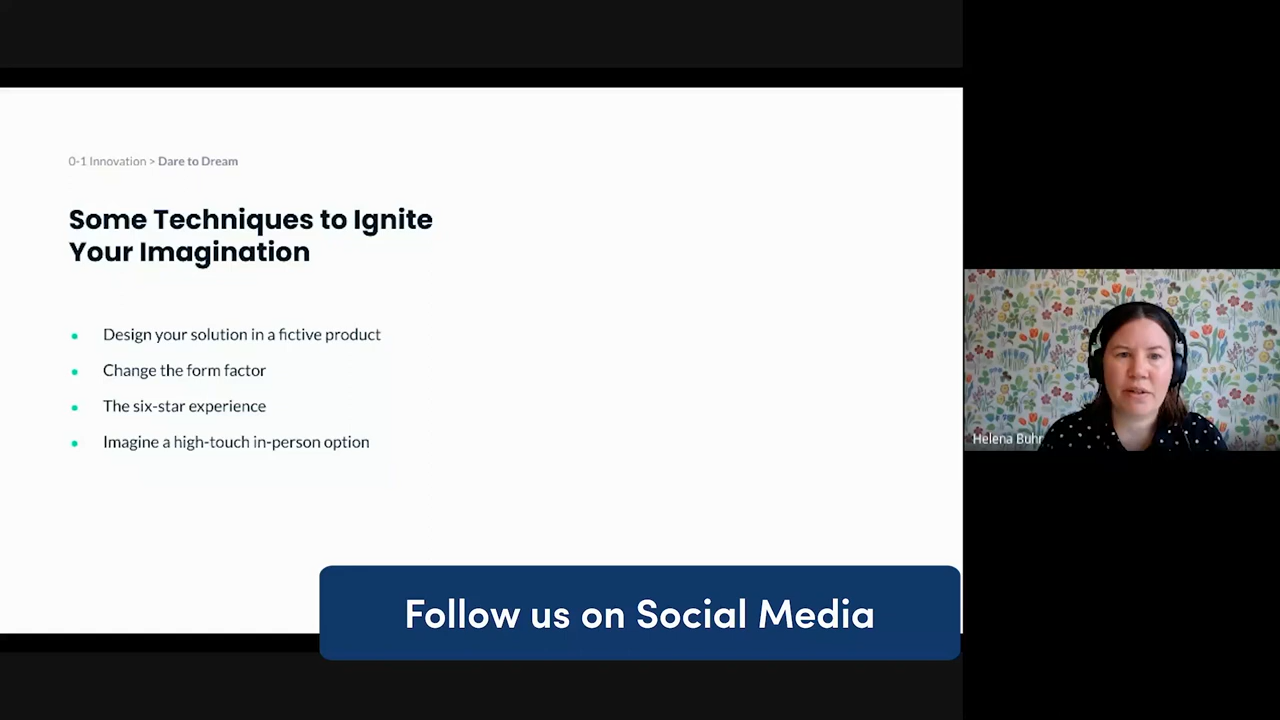 0-1 Innovation > Dare to Dream
Some Techniques to Ignite
Your Imagination
• Design your solution in a fictive product
• Change the form factor
• The six-star experience
• Imagine a high-touch in-person option
Helena Buhr
Follow us on Social Media